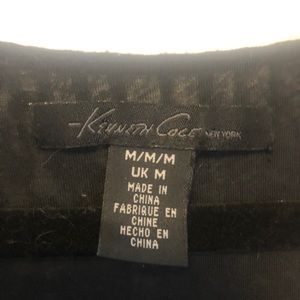 Kenneth Cole NEW YORK
M/M/M
UK M
MADE IN
CHINA
FABRIQUE EN
CHINE
HECHO EN
CHINA